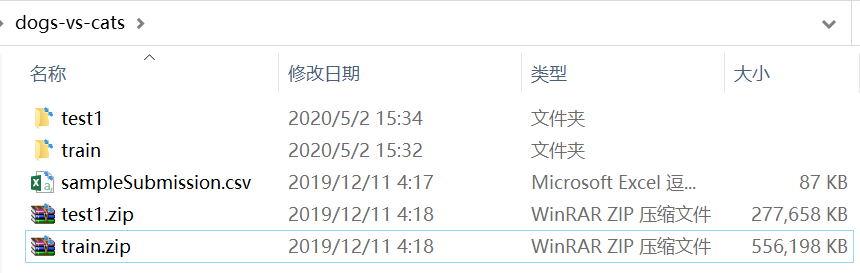 dogs-vs-cats
名称 修改日期 类型 大小
test1 2020/5/2 15:34 文件夹
train 2020/5/2 15:32 文件夹
sampleSubmission.csv 2019/12/11 4:17 Microsoft Excel 逗... 87 KB
test1.zip 2019/12/11 4:18 WinRAR ZIP 压缩文件 277,658 KB
train.zip 2019/12/11 4:18 WinRAR ZIP 压缩文件 556,198 KB